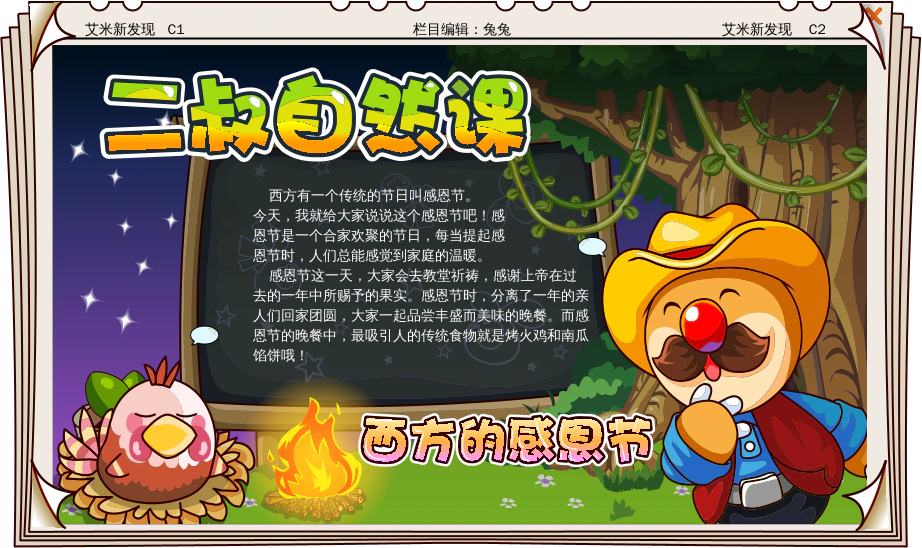 艾米新发现 C1
栏目编辑：兔兔
艾米新发现 C2
二叔自然课
西方有一个传统的节日叫感恩节。
今天，我就给大家说说这个感恩节吧！感
恩节是一个合家欢聚的节日，每当提起感
恩节时，人们总能感觉到家庭的温暖。
感恩节这一天，大家会去教堂祈祷，感谢上帝在过
去的一年中所赐予的果实。感恩节时，分离了一年的亲
人们回家团圆，大家一起品尝丰盛而美味的晚餐。而感
恩节的晚餐中，最吸引人的传统食物就是烤火鸡和南瓜
馅饼哦！
西方的感恩节